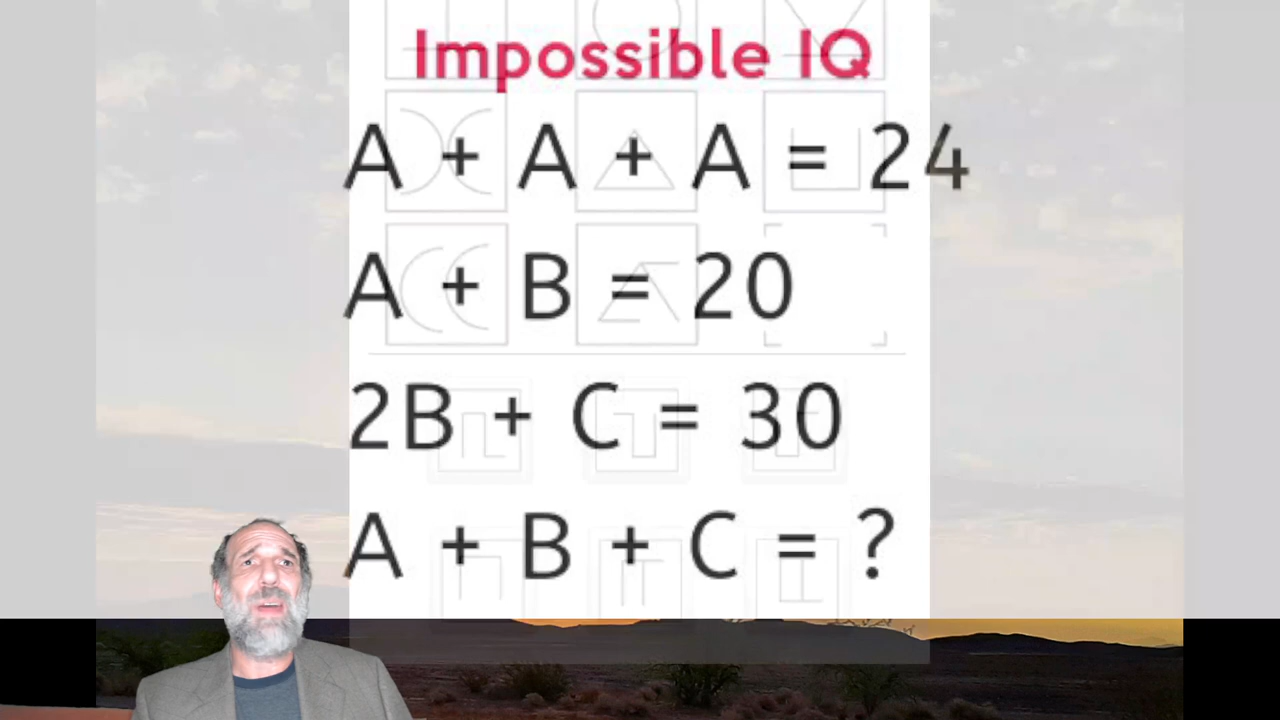 Impossible IQ
A + A + A = 24
A + B = 20
2B + C = 30
A + B + C = ?